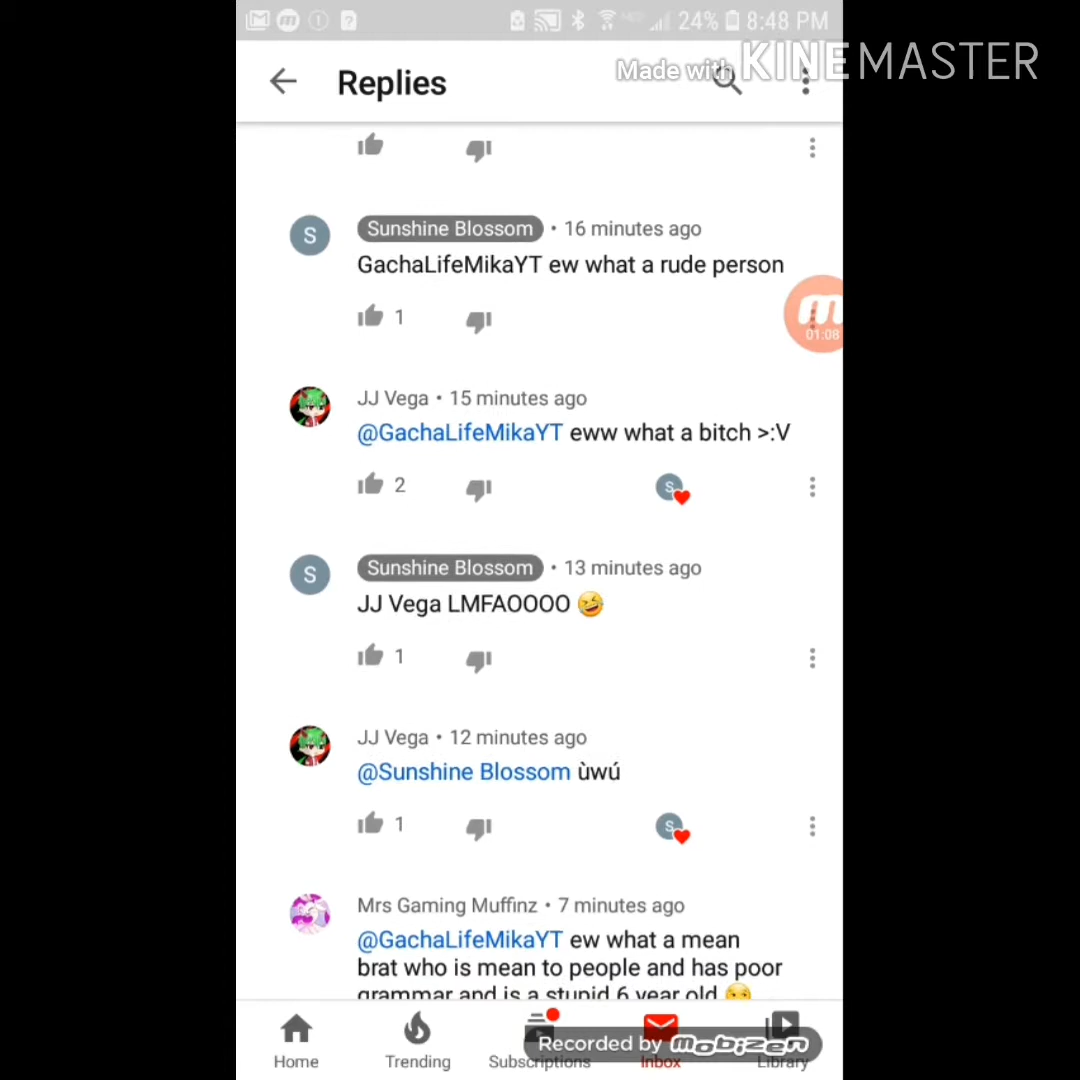 24% 8:48 PM
Replies
Made with KINEMASTER
S Sunshine Blossom • 16 minutes ago
GachaLifeMikaYT ew what a rude person
1
01:08
JJ Vega • 15 minutes ago
@GachaLifeMikaYT eww what a bitch >:V
2 S
S Sunshine Blossom • 13 minutes ago
JJ Vega LMFAOOOO 🤣
1
JJ Vega • 12 minutes ago
@Sunshine Blossom ùwú
1 S
Mrs Gaming Muffinz • 7 minutes ago
@GachaLifeMikaYT ew what a mean
brat who is mean to people and has poor
grammar and is a stupid 6 year old 😒
Recorded by mobizen
Home Trending Subscriptions Inbox Library